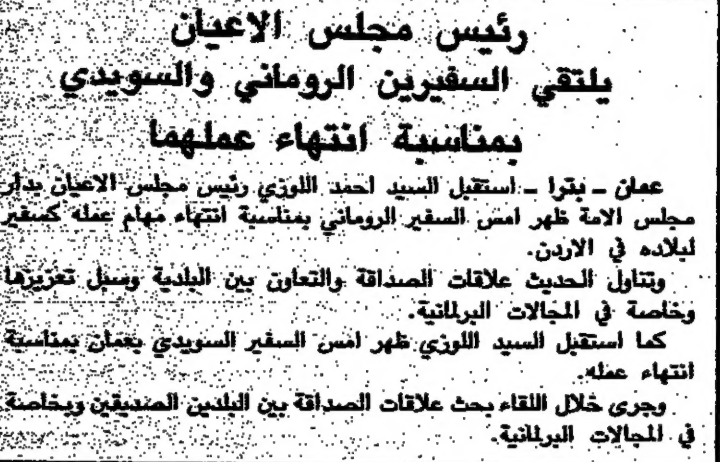 رئيس مجلس الاعيان
يلتقي السفيرين الروماني والسويدي
بمناسبة انتهاء عملهما
عمان ـ بترا ـ استقبل السيد احمد اللوزي رئيس مجلس الاعيان بدار
مجلس الامة ظهر امس السفير الروماني بمناسبة انتهاء مهام عمله كسفير
لبلاده في الاردن.
وتناول الحديث علاقات الصداقة والتعاون بين البلدية وسبل تعزيزها
وخاصة في المجالات البرلمانية.
كما استقبل السيد اللوزي ظهر امس السفير السويدي بعمان بمناسبة
انتهاء عمله.
وجرى خلال اللقاء بحث علاقات الصداقة بين البلدين الصديقين وبخاصة
في المجالات البرلمانية.